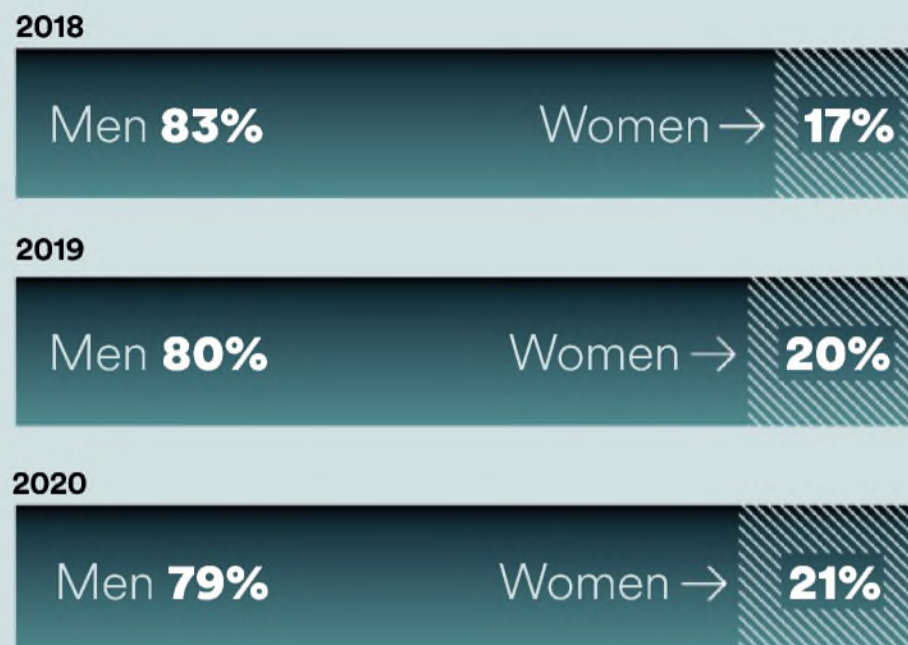 2018
Men 83% Women → 17%
2019
Men 80% Women → 20%
2020
Men 79% Women → 21%